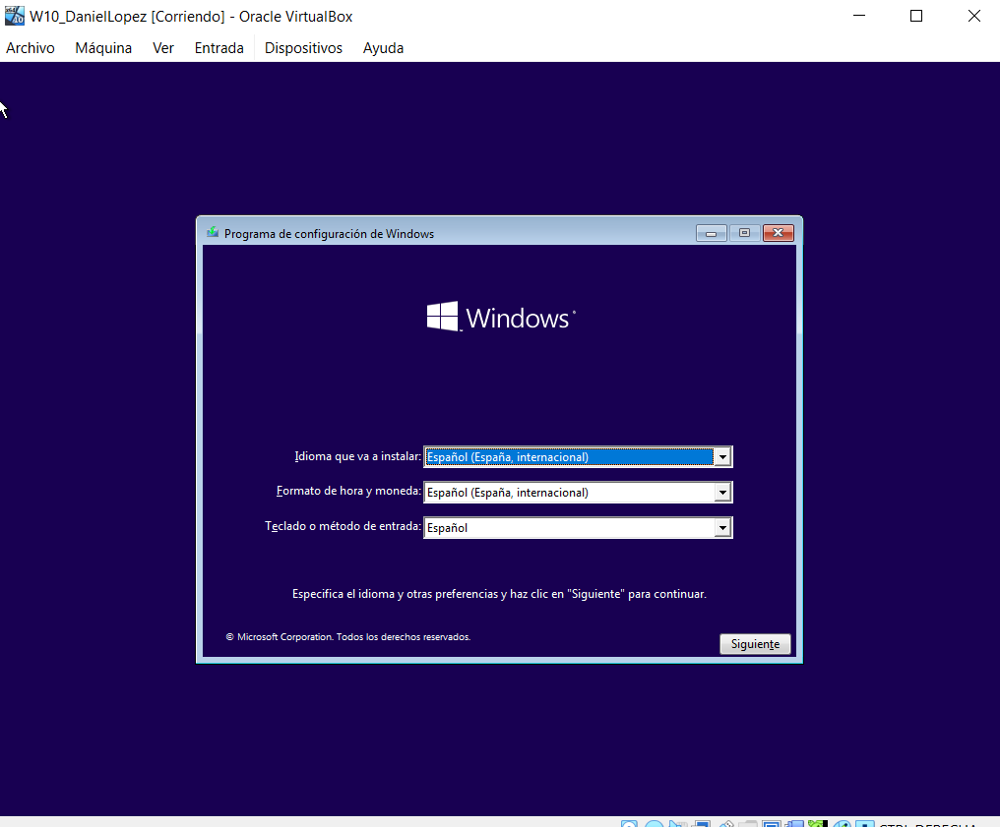 W10_DanielLopez [Corriendo] - Oracle VirtualBox
Archivo Máquina Ver Entrada Dispositivos Ayuda
Programa de configuración de Windows
Windows
Idioma que va a instalar: Español (España, internacional)
Formato de hora y moneda: Español (España, internacional)
Teclado o método de entrada: Español
Especifica el idioma y otras preferencias y haz clic en "Siguiente" para continuar.
© Microsoft Corporation. Todos los derechos reservados.
Siguiente
CTRL DERECHA